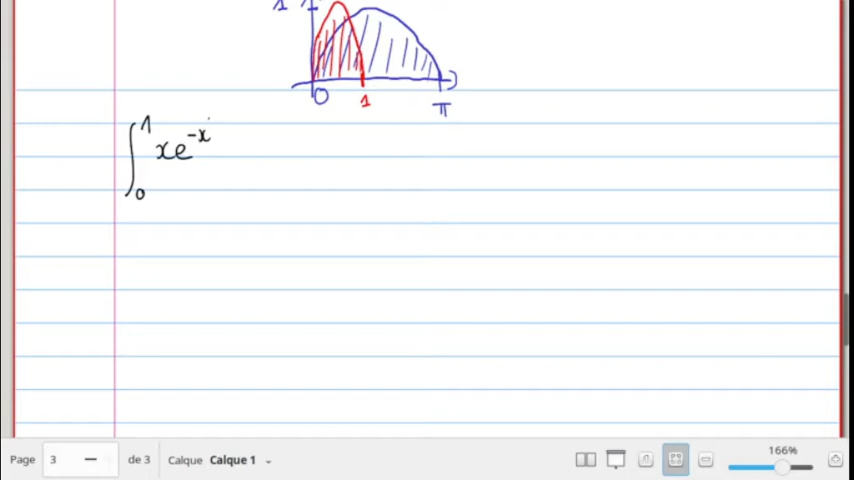 1
0 1 π
∫₀¹ xe^{-x}
Page 3 de 3 Calque Calque 1 166%